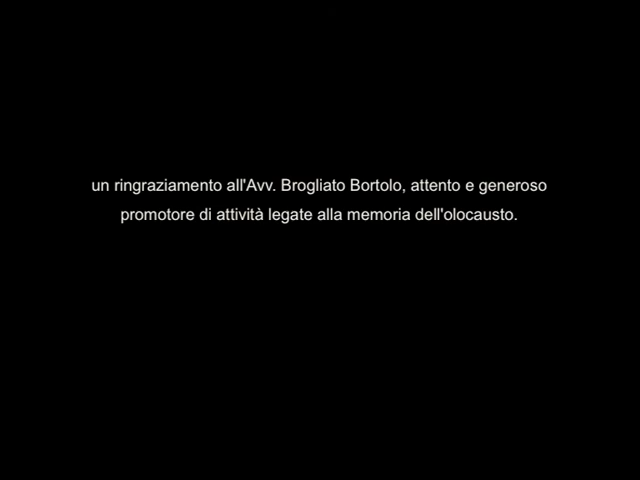 un ringraziamento all'Avv. Brogliato Bortolo, attento e generoso
promotore di attività legate alla memoria dell'olocausto.